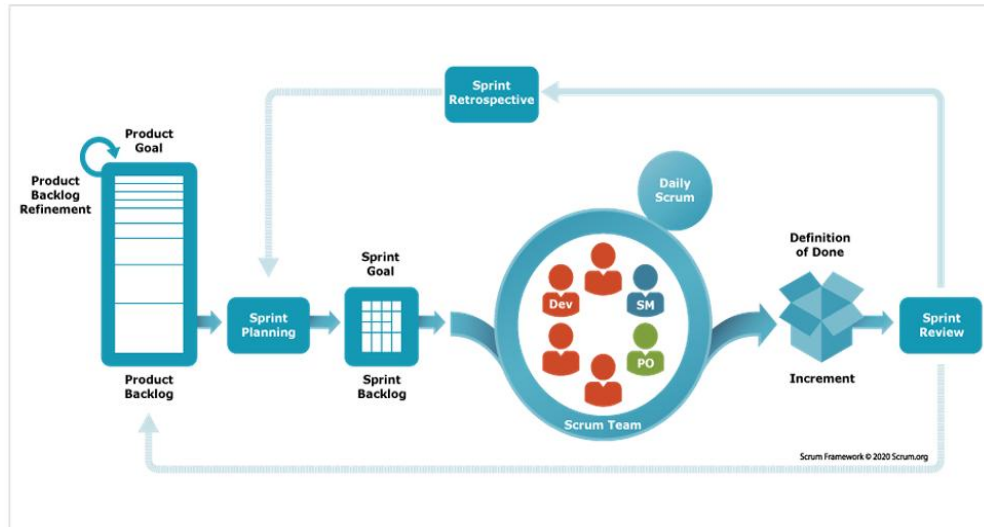 Sprint
Retrospective
Product
Goal
Product
Backlog
Refinement
Daily
Scrum
Definition
of Done
Sprint
Goal
Dev
SM
Sprint
Planning
Sprint
Review
PO
Product
Backlog
Sprint
Backlog
Increment
Scrum Team
Scrum Framework © 2020 Scrum.org